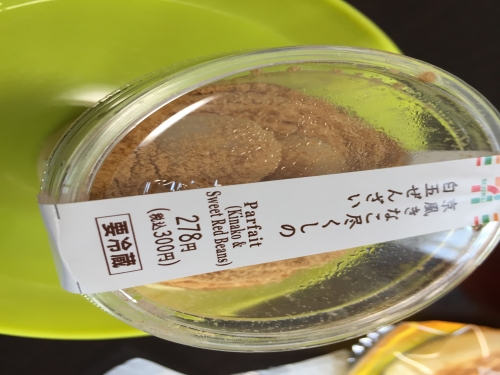 京風きなこ尽くしの
白玉ぜんざい
Parfait
(Kinako &
Sweet Red Beans)
278円
(税込300円)
要冷蔵